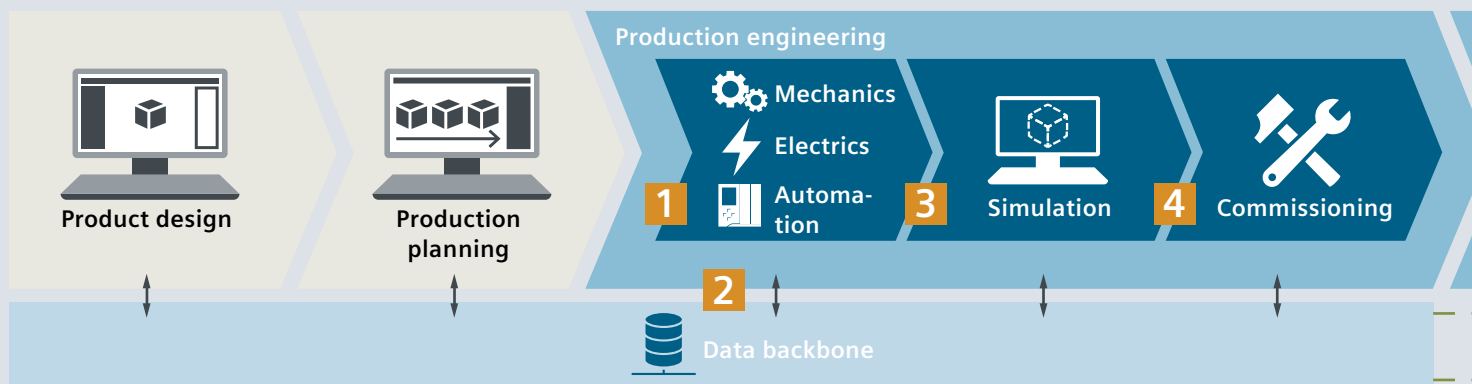 Production engineering
Mechanics
Electrics
1
Automa-
tion
3
4
Product design
Production
planning
Simulation
Commissioning
2
Data backbone